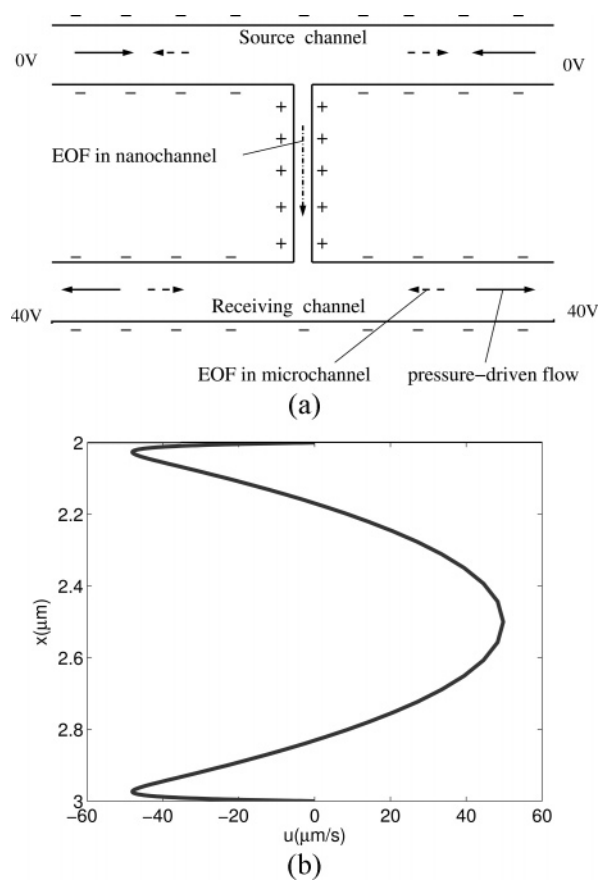 − − − − − − − − −
Source channel
0V 0V
− − − − − − − −
+ +
+ +
EOF in nanochannel
+ +
+ +
+ +
− − − − − − − −
40V Receiving channel 40V
− − − − − − − − −
EOF in microchannel pressure−driven flow
(a)
2
2.2
2.4
2.6
2.8
3
x(μm)
−60 −40 −20 0 20 40 60
u(μm/s)
(b)